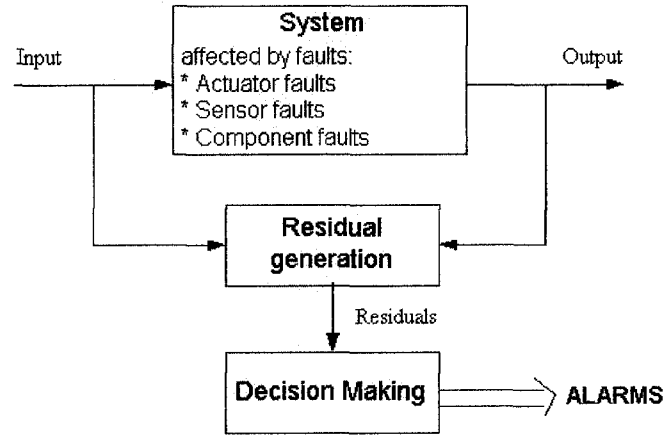 System
Input
affected by faults:
* Actuator faults
* Sensor faults
* Component faults
Output
Residual
generation
Residuals
Decision Making
ALARMS